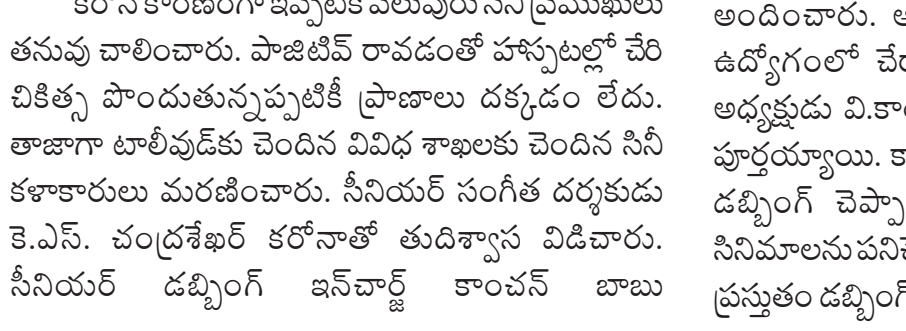 కరోనా కారణంగా ఇప్పటికే పలువురు సినీ ప్రముఖులు
తనువు చాలించారు. పాజిటివ్ రావడంతో హాస్పటల్లో చేరి
చికిత్స పొందుతున్నప్పటికీ ప్రాణాలు దక్కడం లేదు.
తాజాగా టాలీవుడ్‌కు చెందిన వివిధ శాఖలకు చెందిన సినీ
కళాకారులు మరణించారు. సీనియర్ సంగీత దర్శకుడు
కె.ఎస్. చంద్రశేఖర్ కరోనాతో తుదిశ్వాస విడిచారు.
సీనియర్ డబ్బింగ్ ఇన్‌చార్జ్ కాంచన్ బాబు
అందించారు.
ఉద్యోగంలో
అధ్యక్షుడు
పూర్తయ్యాయి.
డబ్బింగ్
సినిమాలను
ప్రస్తుతం డబ్బింగ్